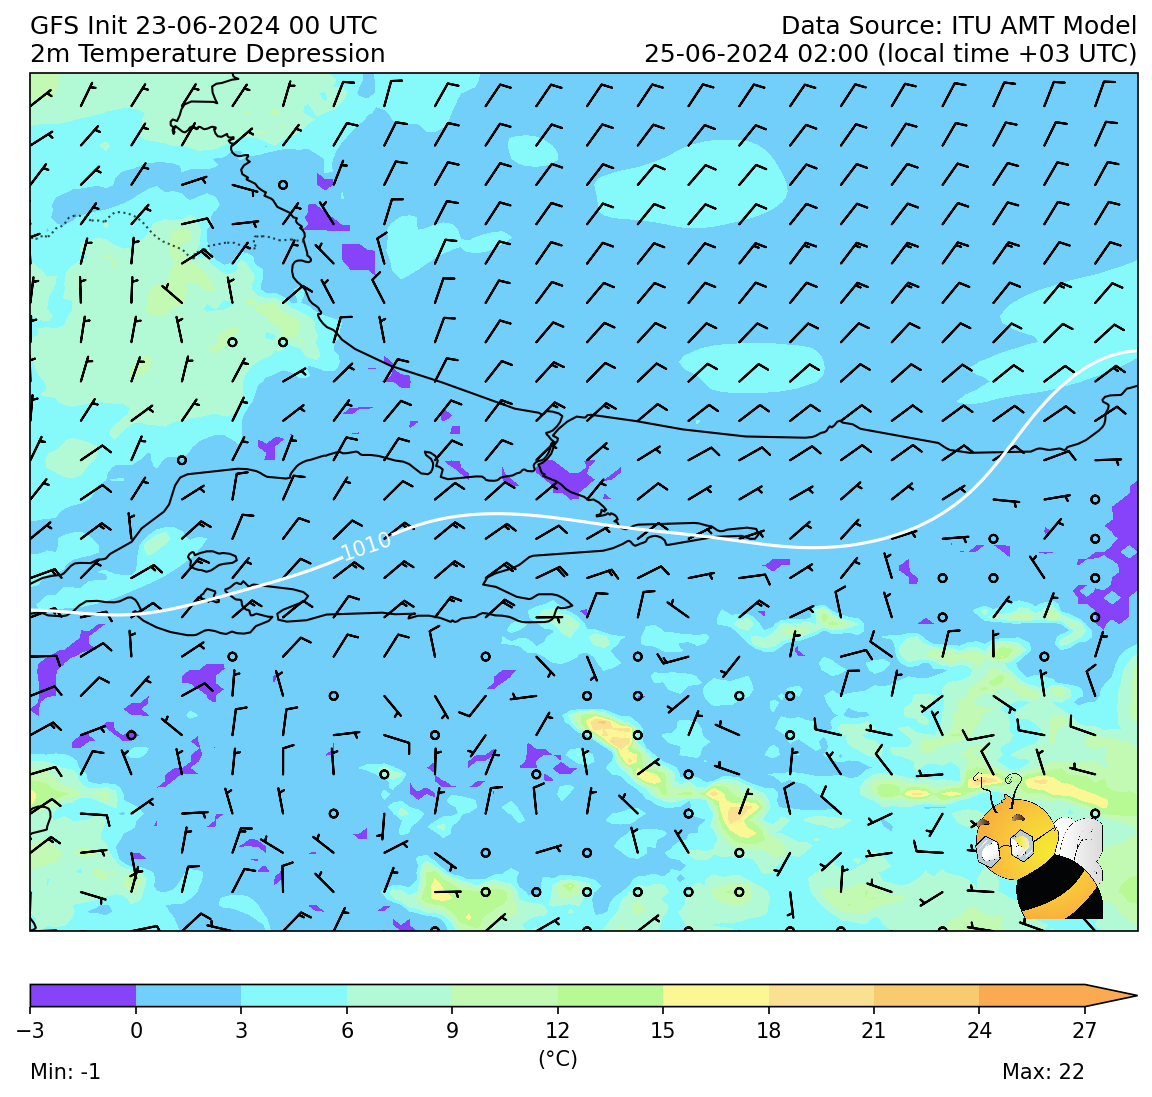 GFS Init 23-06-2024 00 UTC
Data Source: ITU AMT Model
2m Temperature Depression
25-06-2024 02:00 (local time +03 UTC)
1010
−3 0 3 6 9 12 15 18 21 24 27
(°C)
Min: -1
Max: 22